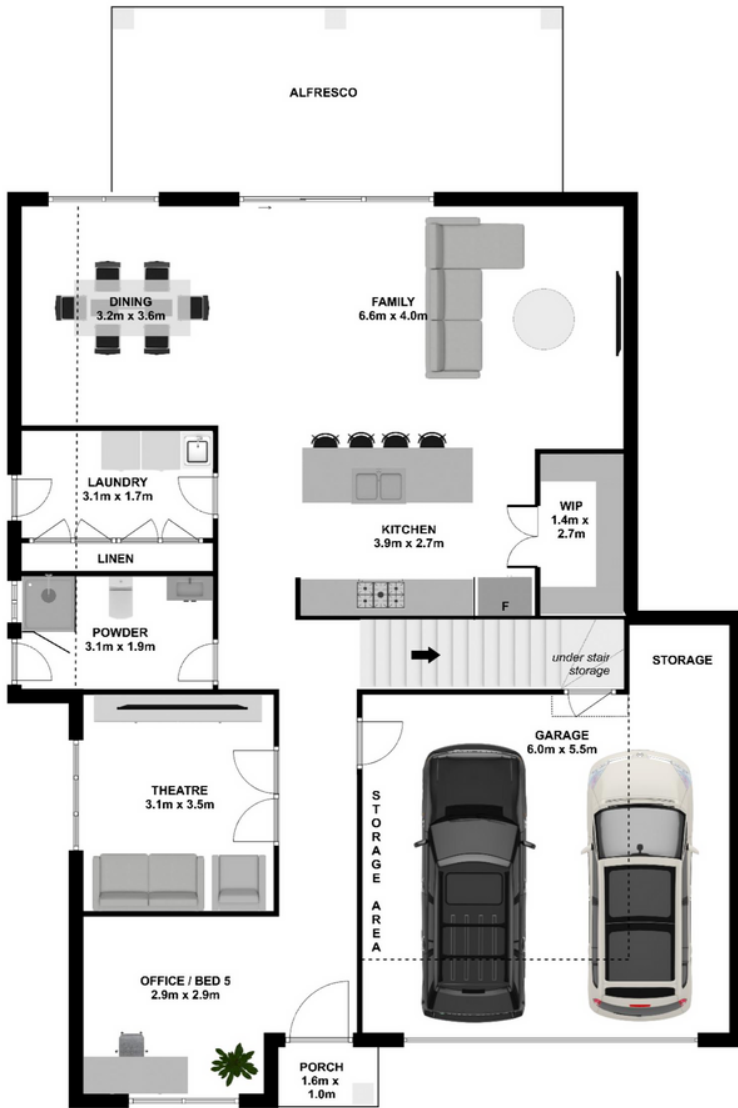 ALFRESCO
DINING
3.2m x 3.6m
FAMILY
6.6m x 4.0m
LAUNDRY
3.1m x 1.7m
LINEN
KITCHEN
3.9m x 2.7m
WIP
1.4m x
2.7m
F
POWDER
3.1m x 1.9m
under stair
storage
STORAGE
GARAGE
6.0m x 5.5m
THEATRE
3.1m x 3.5m
STORAGE AREA
OFFICE / BED 5
2.9m x 2.9m
PORCH
1.6m x
1.0m